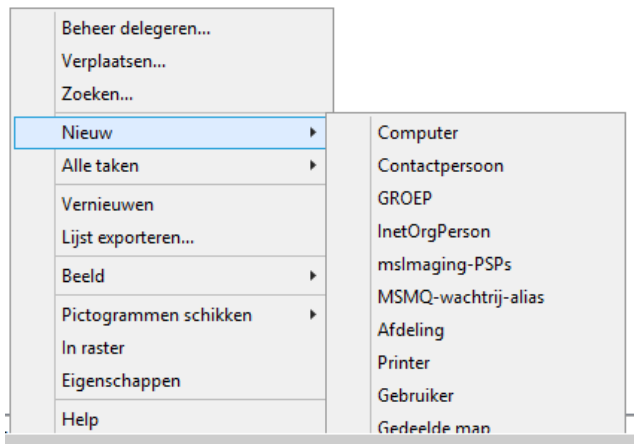 Beheer delegeren...
Verplaatsen...
Zoeken...
Nieuw
Alle taken
Vernieuwen
Lijst exporteren...
Beeld
Pictogrammen schikken
In raster
Eigenschappen
Help
Computer
Contactpersoon
GROEP
InetOrgPerson
msImaging-PSPs
MSMQ-wachtrij-alias
Afdeling
Printer
Gebruiker
Gedeelde map